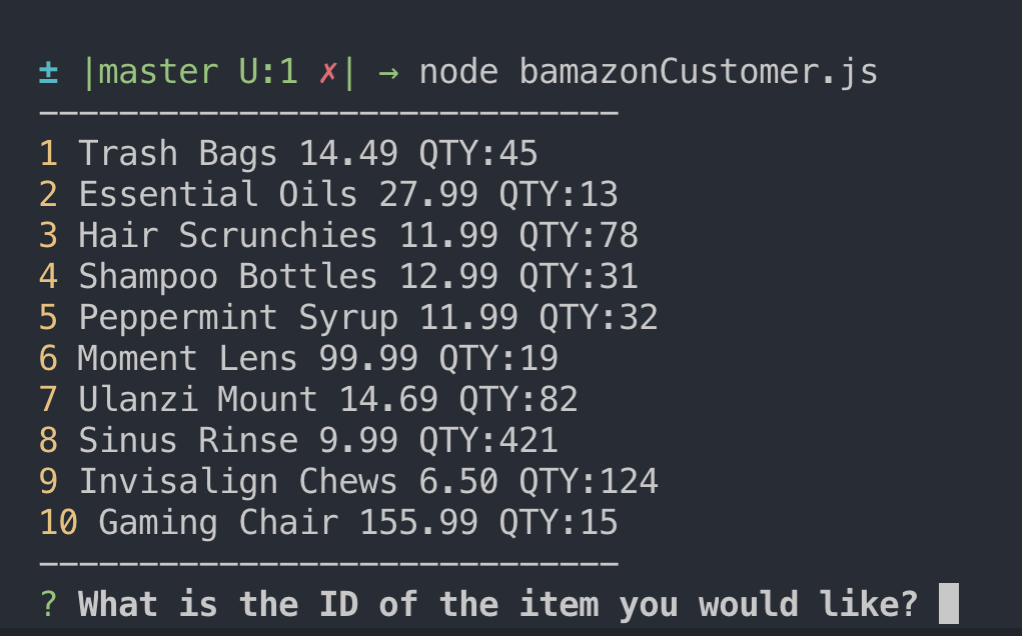 ± |master U:1 ✗| → node bamazonCustomer.js
-----------------------------
1 Trash Bags 14.49 QTY:45
2 Essential Oils 27.99 QTY:13
3 Hair Scrunchies 11.99 QTY:78
4 Shampoo Bottles 12.99 QTY:31
5 Peppermint Syrup 11.99 QTY:32
6 Moment Lens 99.99 QTY:19
7 Ulanzi Mount 14.69 QTY:82
8 Sinus Rinse 9.99 QTY:421
9 Invisalign Chews 6.50 QTY:124
10 Gaming Chair 155.99 QTY:15
-----------------------------
? What is the ID of the item you would like?